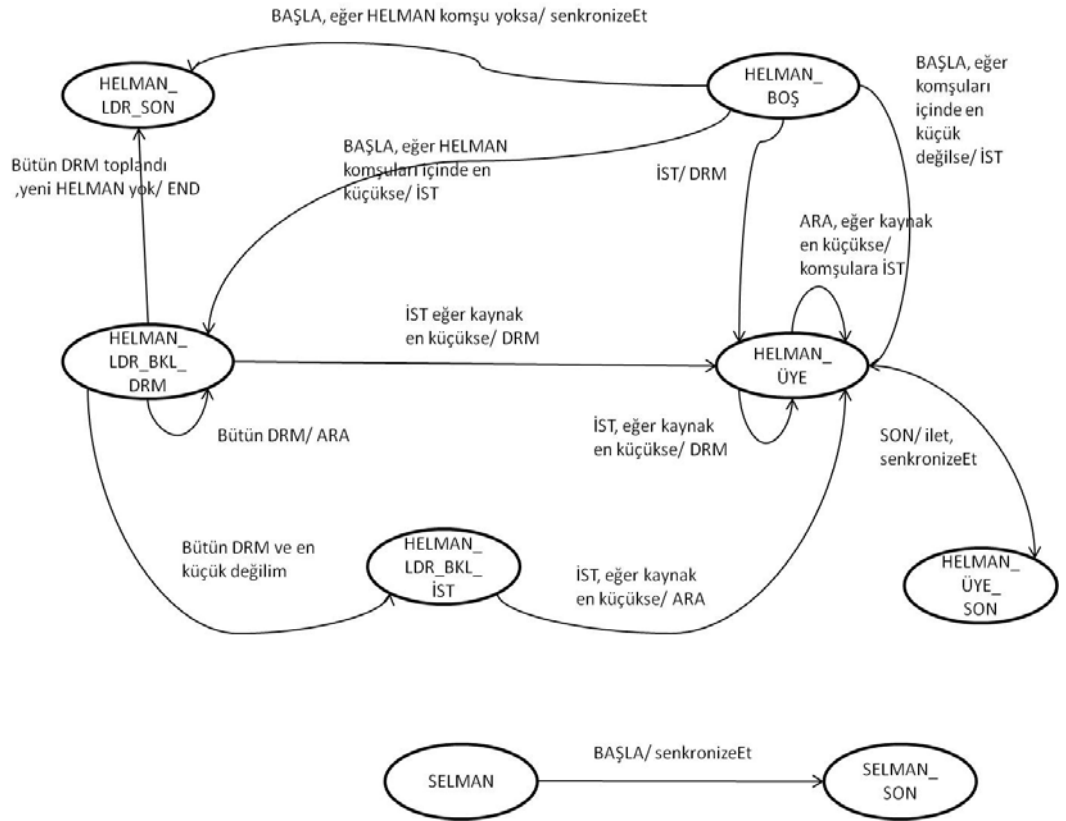 BAŞLA, eğer HELMAN komşu yoksa/ senkronizeEt
HELMAN_
LDR_SON
HELMAN_
BOŞ
BAŞLA, eğer
komşuları
içinde en
küçük
değilse/ İST
Bütün DRM toplandı
,yeni HELMAN yok/ END
BAŞLA, eğer HELMAN
komşuları içinde en
küçükse/ İST
İST/ DRM
ARA, eğer kaynak
en küçükse/
komşulara İST
HELMAN_
LDR_BKL_
DRM
İST eğer kaynak
en küçükse/ DRM
HELMAN_
ÜYE
Bütün DRM/ ARA
İST, eğer kaynak
en küçükse/ DRM
SON/ ilet,
senkronizeEt
Bütün DRM ve en
küçük değilim
HELMAN_
LDR_BKL_
İST
İST, eğer kaynak
en küçükse/ ARA
HELMAN_
ÜYE_
SON
SELMAN
BAŞLA/ senkronizeEt
SELMAN_
SON